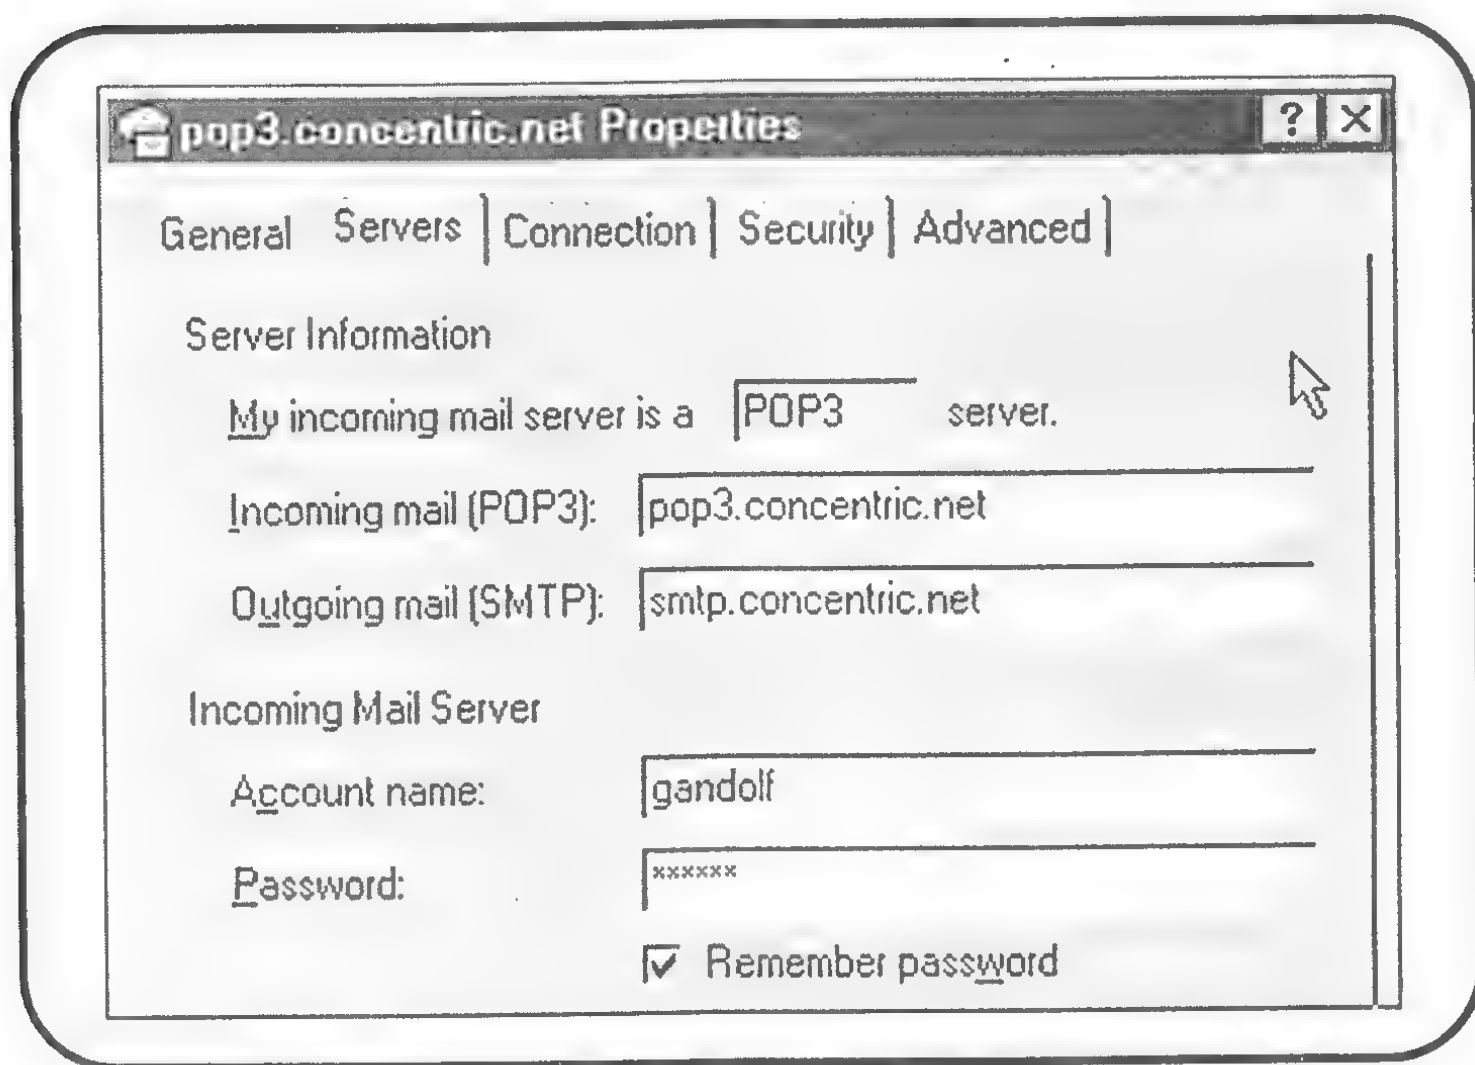 pop3.concentric.net Properties ? X
General Servers Connection Security Advanced
Server Information
My incoming mail server is a POP3 server.
Incoming mail (POP3): pop3.concentric.net
Outgoing mail (SMTP): smtp.concentric.net
Incoming Mail Server
Account name: gandolf
Password: xxxxxx
Remember password